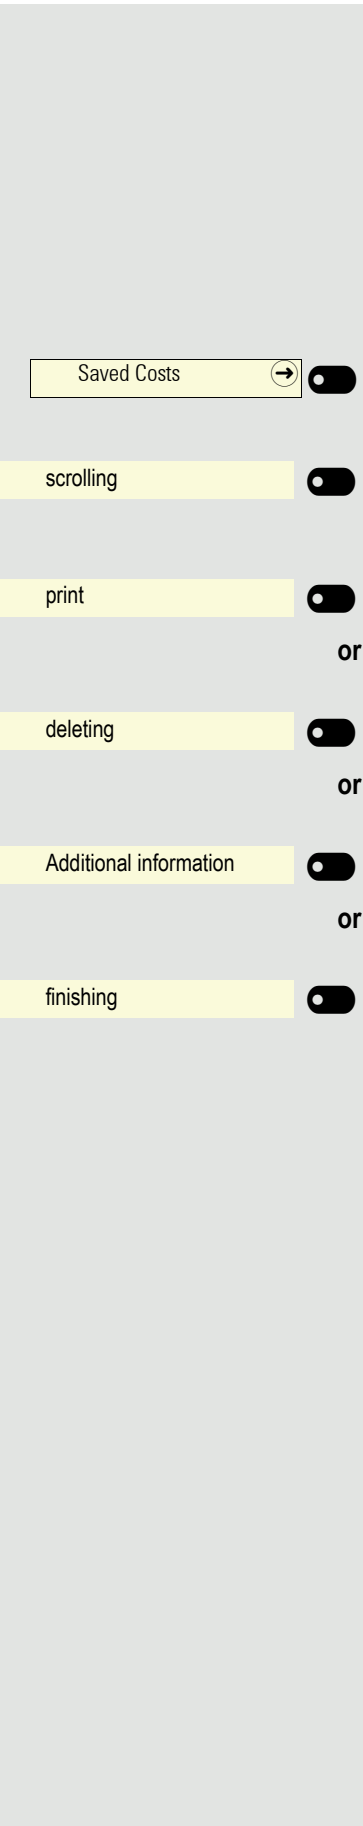 Saved Costs
scrolling
print
or
deleting
or
Additional information
or
finishing